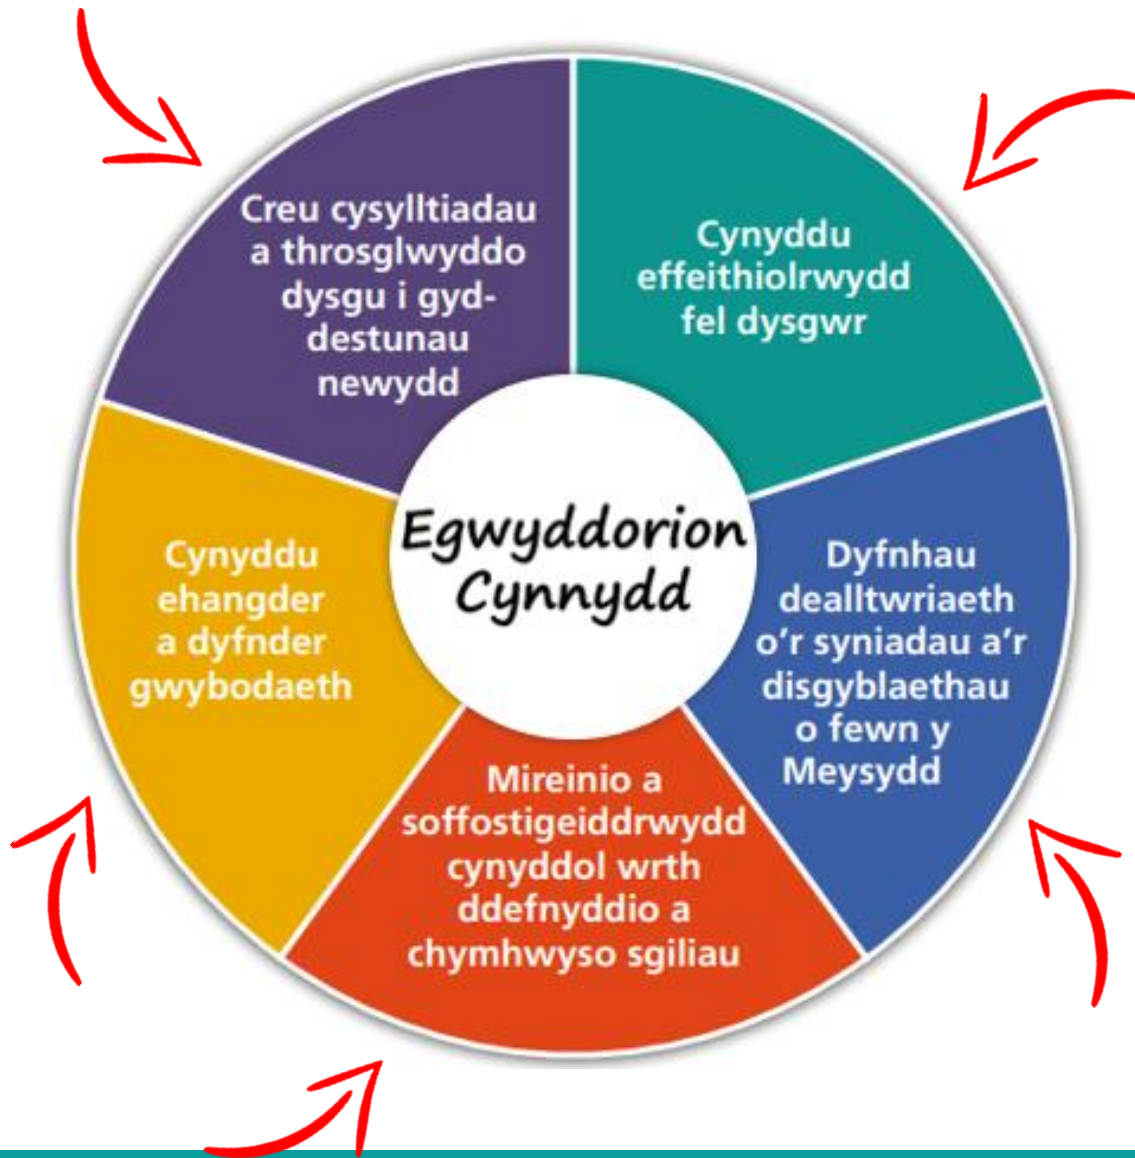 Creu cysylltiadau
a throsglwyddo
dysgu i gyd-
destunau
newydd
Cynyddu
effeithiolrwydd
fel dysgwr
Egwyddorion
Cynnydd
Cynyddu
ehangder
a dyfnder
gwybodaeth
Dyfnhau
dealltwriaeth
o'r syniadau a'r
disgyblaethau
o fewn y
Meysydd
Mireinio a
soffostigeiddrwydd
cynyddol wrth
ddefnyddio a
chymhwyso sgiliau